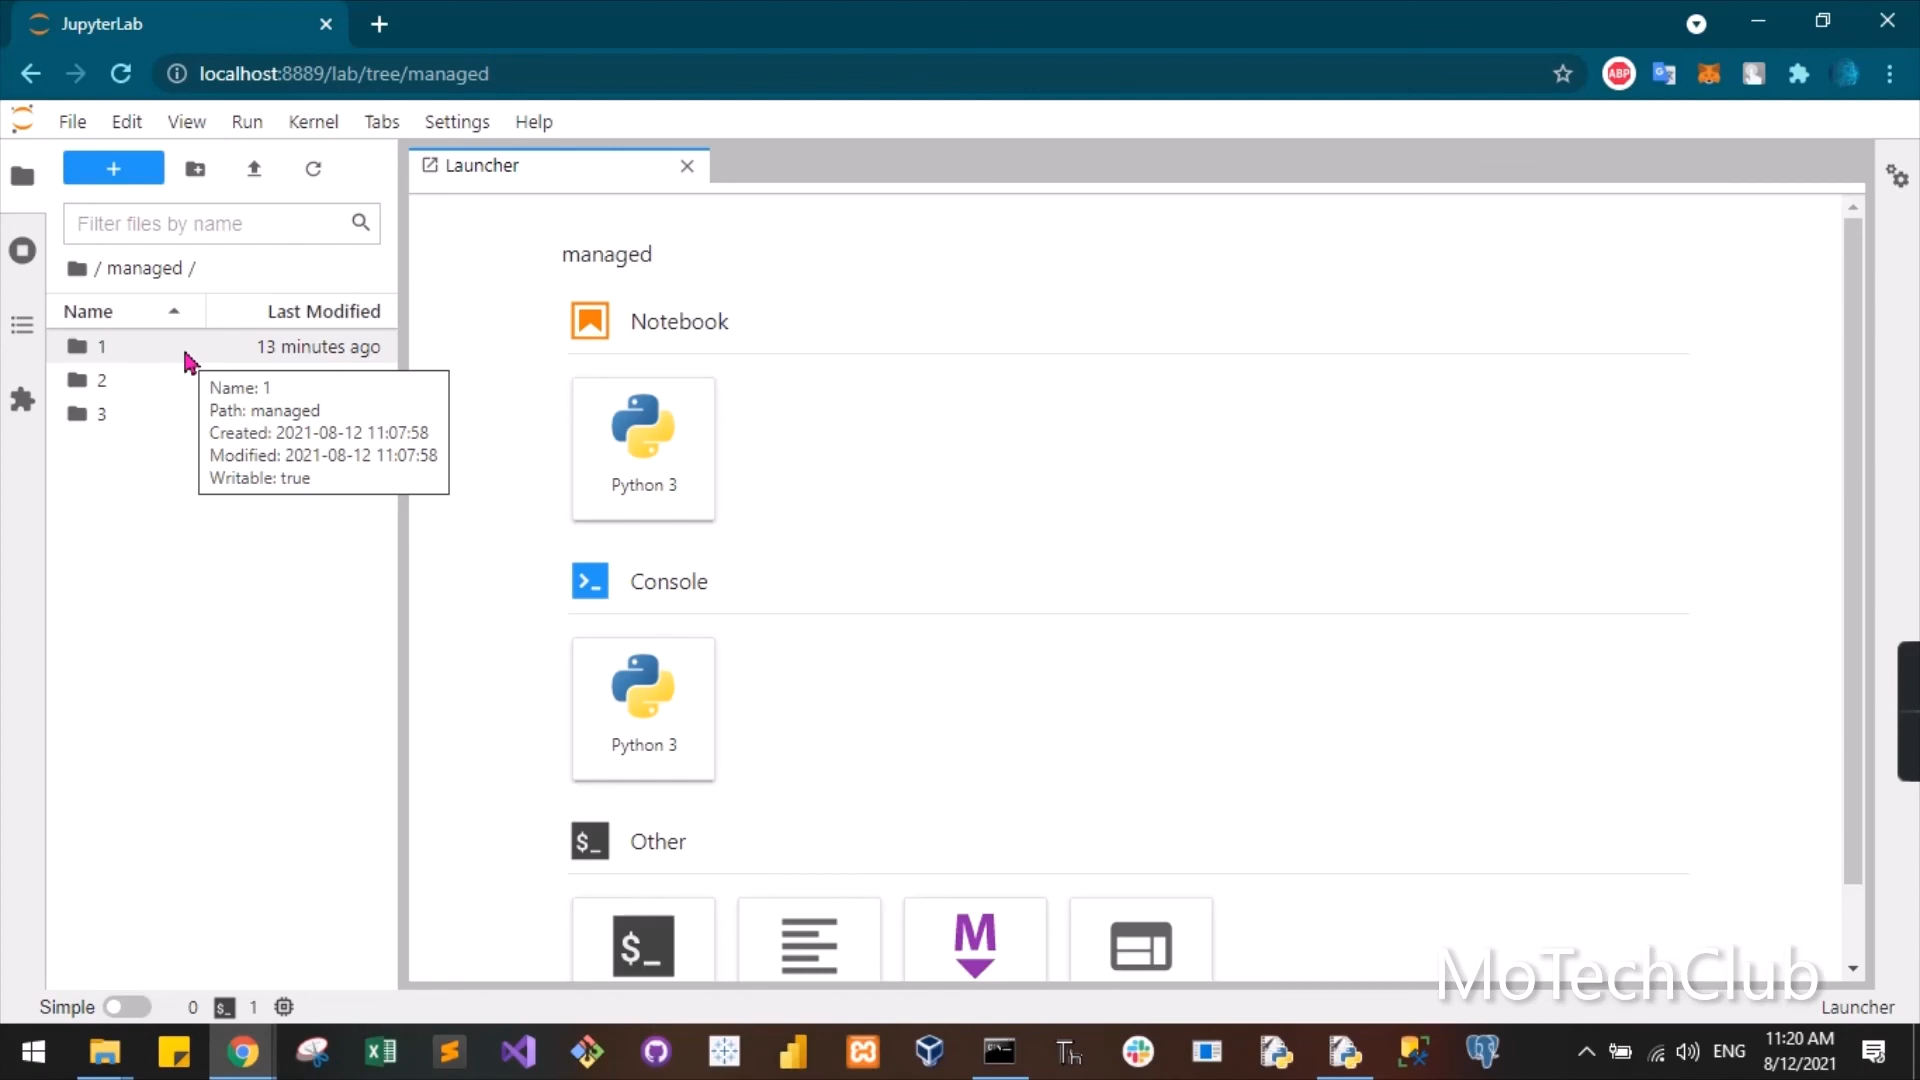 JupyterLab
localhost:8889/lab/tree/managed
ABP
File Edit View Run Kernel Tabs Settings Help
Launcher
Filter files by name
/ managed /
Name Last Modified
1 13 minutes ago
2
3
Name: 1
Path: managed
Created: 2021-08-12 11:07:58
Modified: 2021-08-12 11:07:58
Writable: true
managed
Notebook
Python 3
Console
Python 3
$_ Other
$_
M
MoTechClub
Simple 0 $_ 1 Launcher
Th
ENG
11:20 AM
8/12/2021